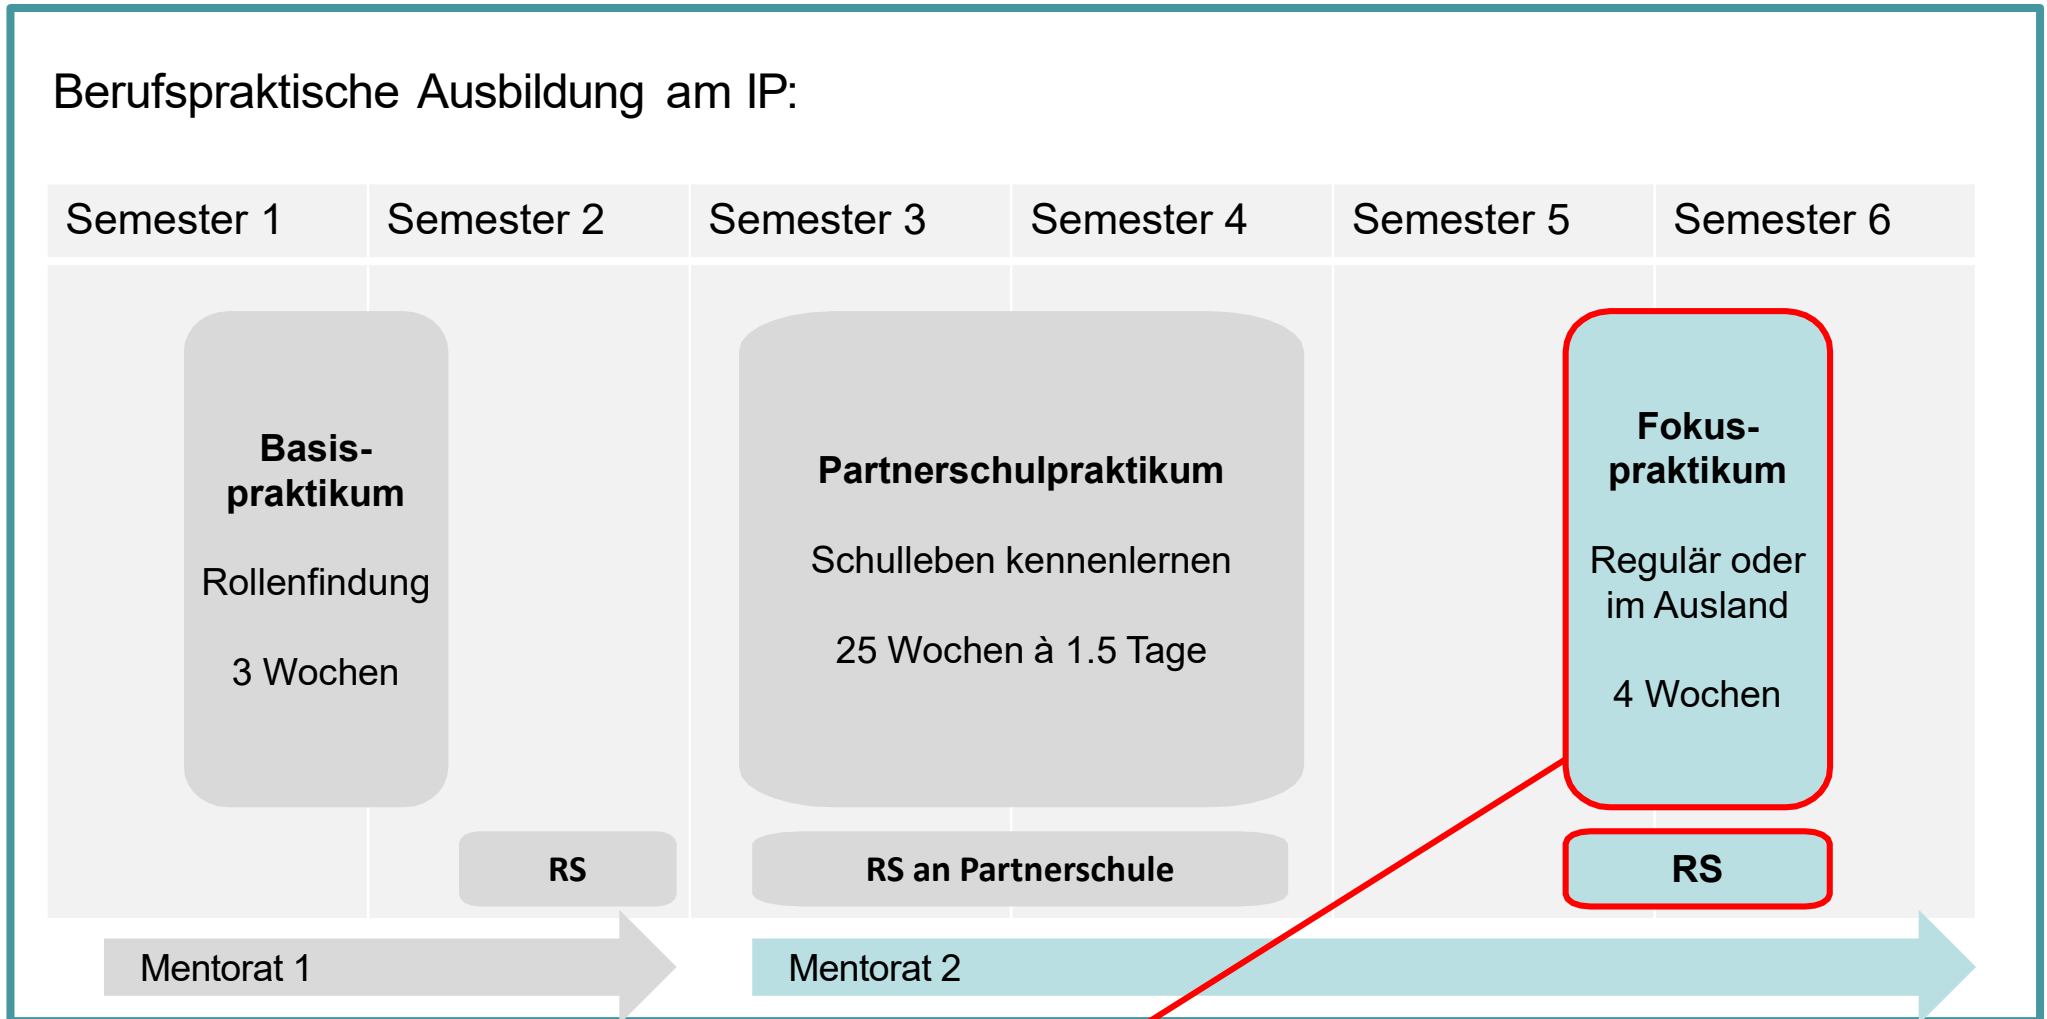 Berufspraktische Ausbildung am IP:
Semester 1
Semester 2
Semester 3
Semester 4
Semester 5
Semester 6
Basis-
praktikum
Rollenfindung
3 Wochen
Partnerschulpraktikum
Schulleben kennenlernen
25 Wochen à 1.5 Tage
Fokus-
praktikum
Regulär oder
im Ausland
4 Wochen
RS
RS an Partnerschule
RS
Mentorat 1
Mentorat 2